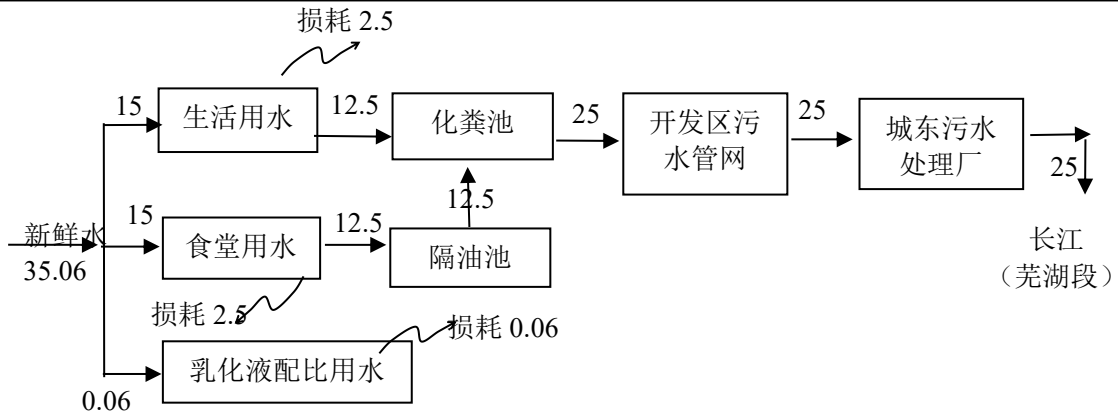 损耗 2.5
15
生活用水
12.5
化粪池
25
开发区污
水管网
25
城东污水
处理厂
25
12.5
新鲜水
35.06
15
食堂用水
12.5
隔油池
长江
（芜湖段）
损耗 2.5
损耗 0.06
乳化液配比用水
0.06